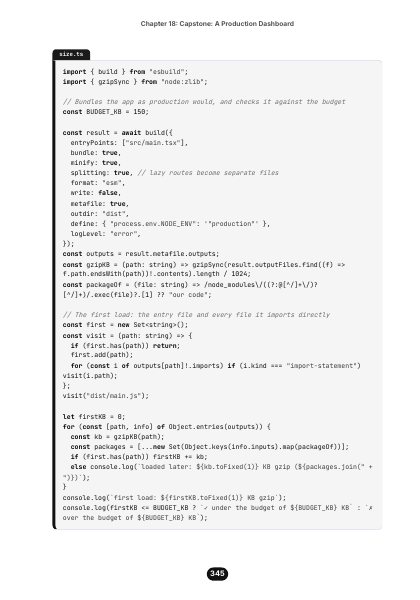 Chapter 18: Capstone: A Production Dashboard
size.ts
import { build } from "esbuild";
import { gzipSync } from "node:zlib";
// Bundles the app as production would, and checks it against the budget
const BUDGET_KB = 150;
const result = await build({
entryPoints: ["src/main.tsx"],
bundle: true,
minify: true,
splitting: true, // lazy routes become separate files
format: "esm",
write: false,
metafile: true,
outdir: "dist",
define: { "process.env.NODE_ENV": '"production"' },
logLevel: "error",
});
const outputs = result.metafile.outputs;
const gzipKB = (path: string) => gzipSync(result.outputFiles.find((f) =>
f.path.endsWith(path))!.contents).length / 1024;
const packageOf = (file: string) => /node_modules\/((?:@[^/]+\/)?
[^/]+)/.exec(file)?.[1] ?? "our code";
// The first load: the entry file and every file it imports directly
const first = new Set<string>();
const visit = (path: string) => {
if (first.has(path)) return;
first.add(path);
for (const i of outputs[path]!.imports) if (i.kind === "import-statement")
visit(i.path);
};
visit("dist/main.js");
let firstKB = 0;
for (const [path, info] of Object.entries(outputs)) {
const kb = gzipKB(path);
const packages = [...new Set(Object.keys(info.inputs).map(packageOf))];
if (first.has(path)) firstKB += kb;
else console.log(`loaded later: ${kb.toFixed(1)} KB gzip (${packages.join(" +
")})`);
}
console.log(`first load: ${firstKB.toFixed(1)} KB gzip`);
console.log(firstKB <= BUDGET_KB ? `✓ under the budget of ${BUDGET_KB} KB` : `✗
over the budget of ${BUDGET_KB} KB`);
345